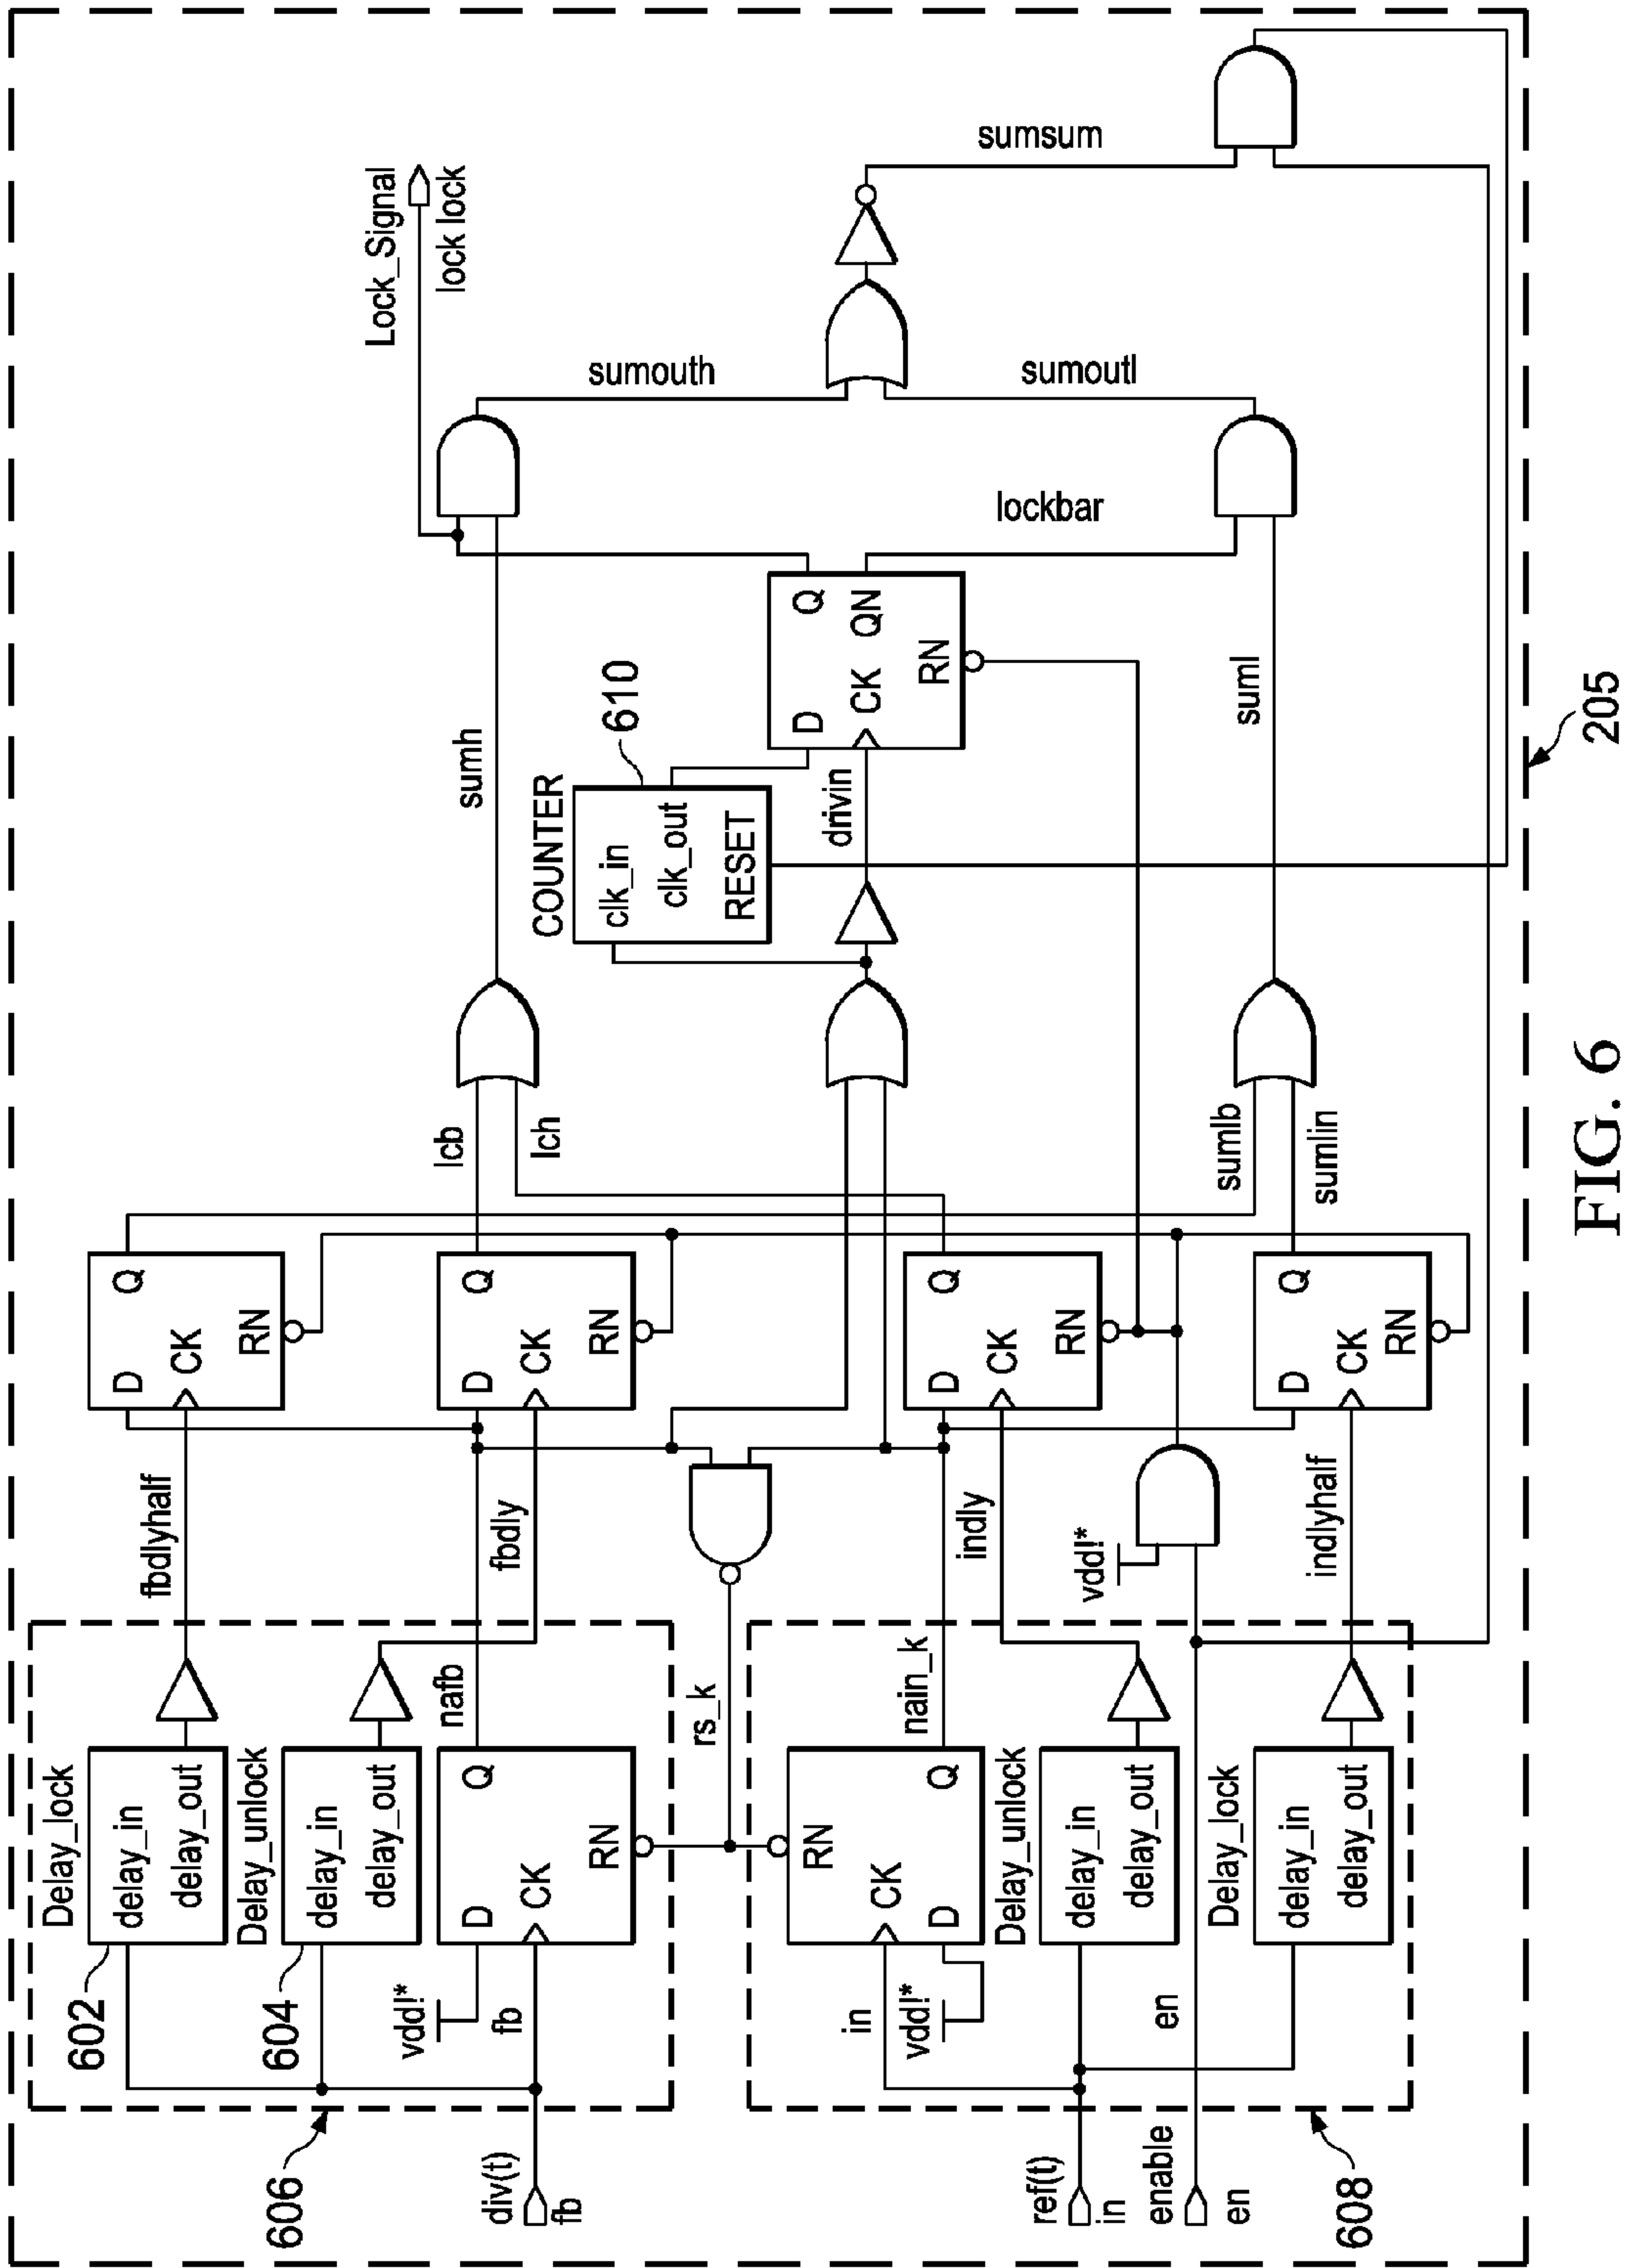 Lock_Signal
lock lock
sumsum
sumouth
sumoutl
lockbar
sumh
suml
COUNTER
610
clk_in
clk_out
RESET
drivin
D
Q
CK
QN
RN
lcb
lch
sumlb
sumlin
D
Q
CK
RN
D
Q
CK
RN
D
Q
CK
RN
D
Q
CK
RN
fbdlyhalf
fbdly
indly
vdd!*
indlyhalf
Delay_lock
delay_in
delay_out
602
Delay_unlock
delay_in
delay_out
604
nafb
D
Q
CK
RN
vdd!*
fb
rs_k
nain_k
RN
CK
Q
D
in
vdd!*
Delay_unlock
delay_in
delay_out
Delay_lock
delay_in
delay_out
en
606
div(t)
fb
ref(t)
in
enable
en
608
205
FIG. 6